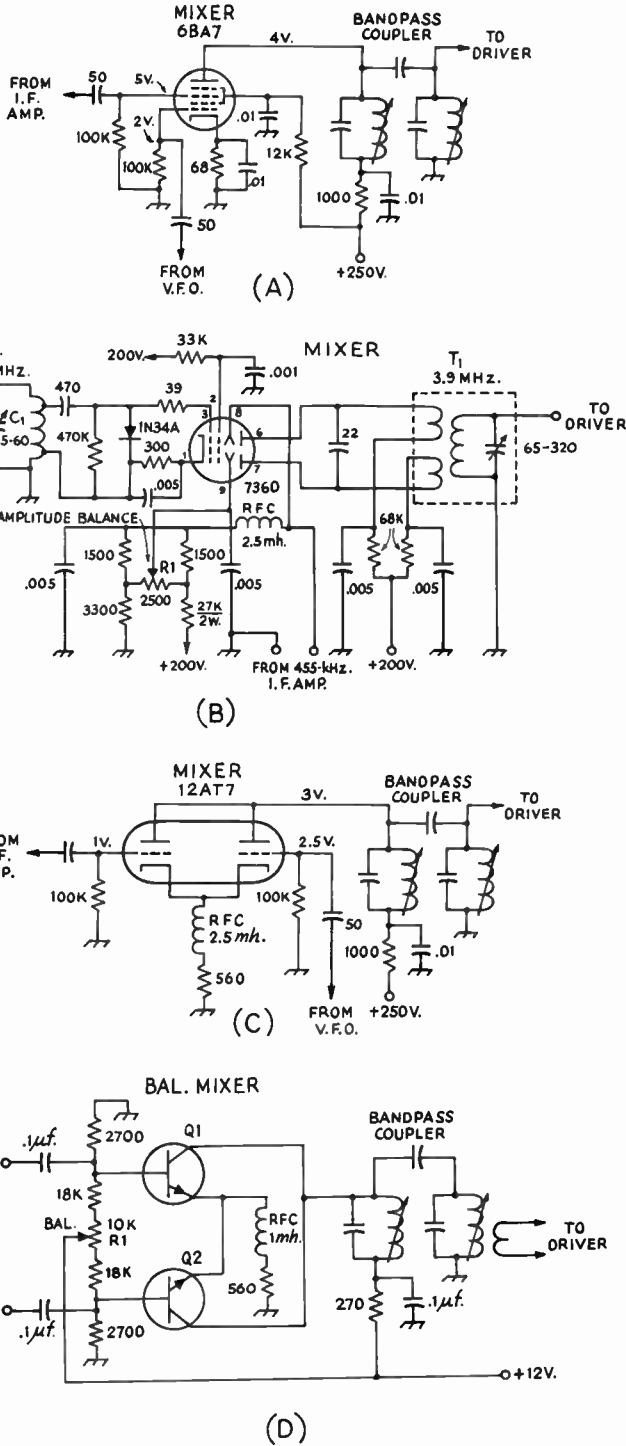 MIXER
6BA7
4V.
BANDPASS
COUPLER
TO
DRIVER
FROM
I.F.
AMP.
50
5V.
100K
2V.
100K
68
.01
.01
12K
1000
.01
50
FROM
V.F.O.
+250V.
(A)
MIXER
33K
200V.
.001
T1
3.9 MHz.
MHz.
470
39
2
3
8
6
7
1
9
C1
5-60
470K
1N34A
300
.005
7360
22
TO
DRIVER
65-320
AMPLITUDE BALANCE
RFC
2.5 mh.
1500
R1
1500
2500
.005
3300
27K
2W.
.005
68K
.005
.005
+200V.
FROM 455-kHz.
I.F. AMP.
+200V.
(B)
MIXER
12AT7
3V.
BANDPASS
COUPLER
TO
DRIVER
OM
F.
P.
1V.
2.5V.
100K
100K
RFC
2.5 mh.
560
50
1000
.01
FROM
V.F.O.
+250V.
(C)
BAL. MIXER
BANDPASS
COUPLER
.1μf.
2700
Q1
18K
BAL.
10K
R1
18K
Q2
RFC
1mh.
560
.1μf.
2700
270
.1μf.
TO
DRIVER
+12V.
(D)